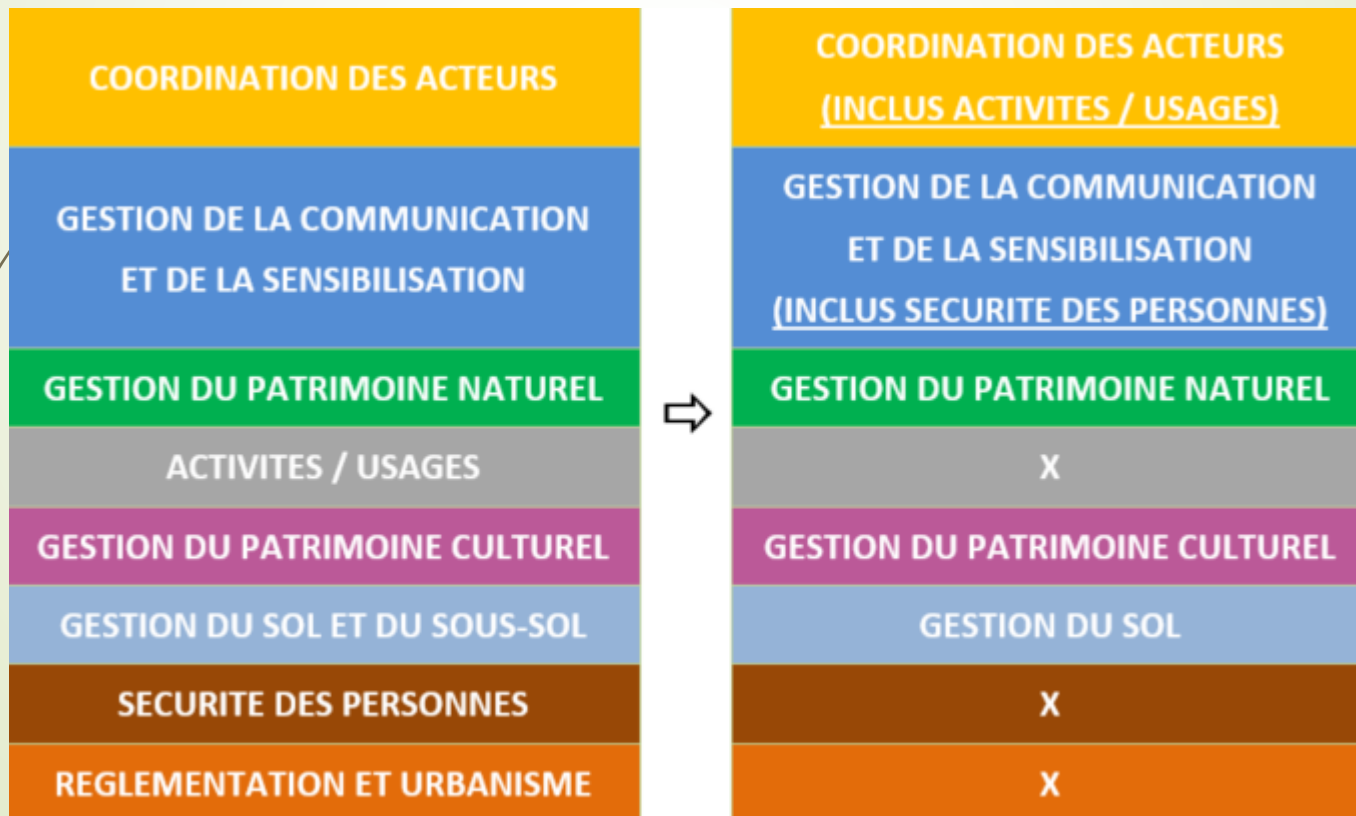 COORDINATION DES ACTEURS
GESTION DE LA COMMUNICATION
ET DE LA SENSIBILISATION
GESTION DU PATRIMOINE NATUREL
ACTIVITES / USAGES
GESTION DU PATRIMOINE CULTUREL
GESTION DU SOL ET DU SOUS-SOL
SECURITE DES PERSONNES
REGLEMENTATION ET URBANISME
⇨
COORDINATION DES ACTEURS
(INCLUS ACTIVITES / USAGES)
GESTION DE LA COMMUNICATION
ET DE LA SENSIBILISATION
(INCLUS SECURITE DES PERSONNES)
GESTION DU PATRIMOINE NATUREL
X
GESTION DU PATRIMOINE CULTUREL
GESTION DU SOL
X
X